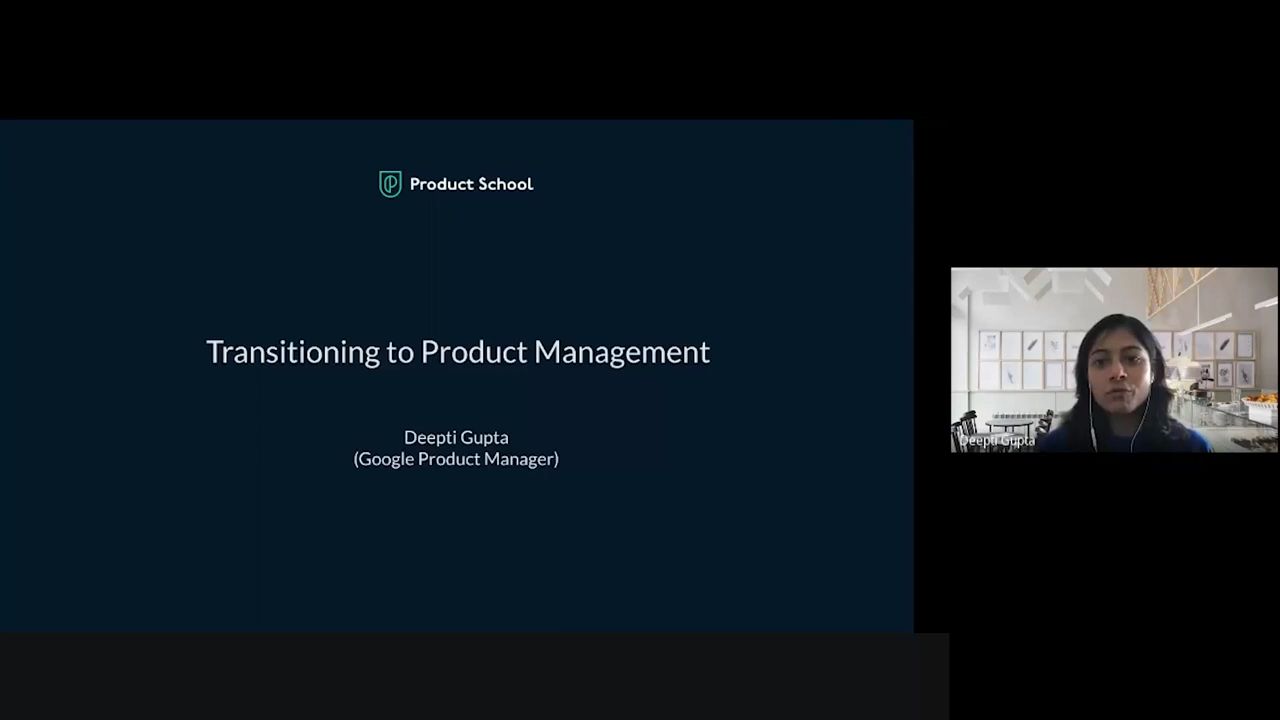 Product School
Transitioning to Product Management
Deepti Gupta
(Google Product Manager)
Deepti Gupta